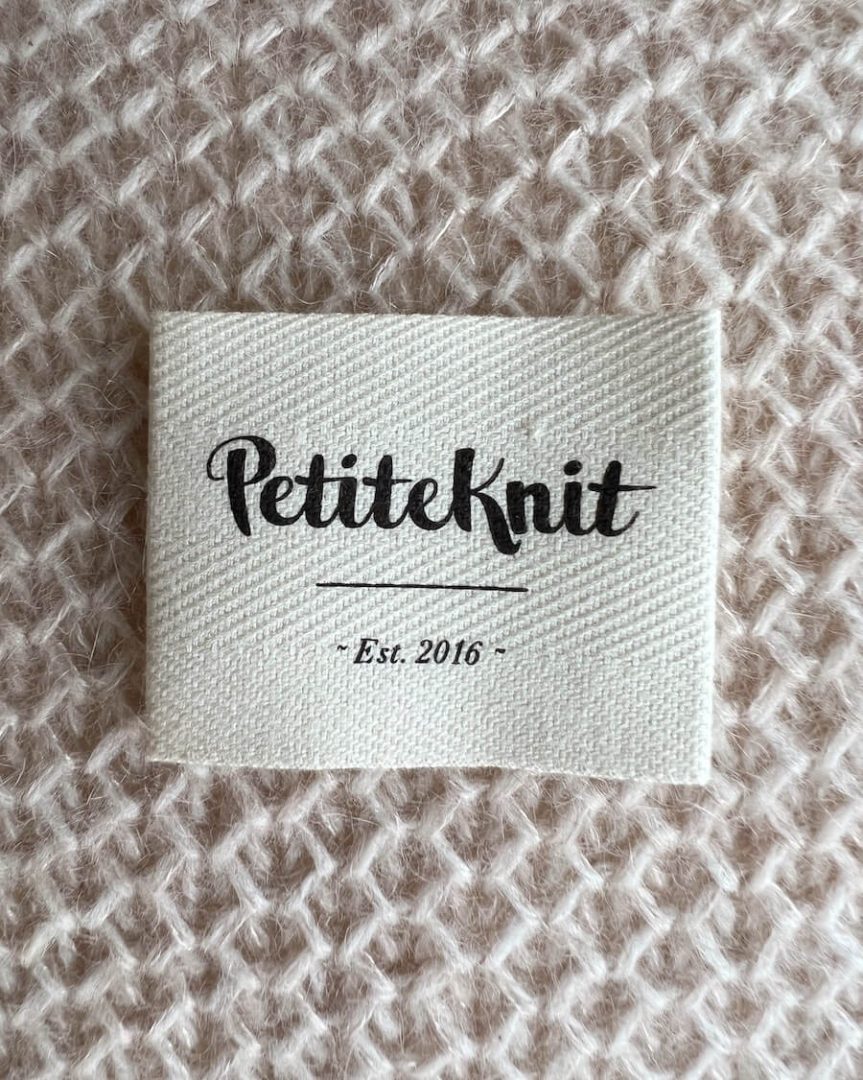 PetiteKnit
~ Est. 2016 ~